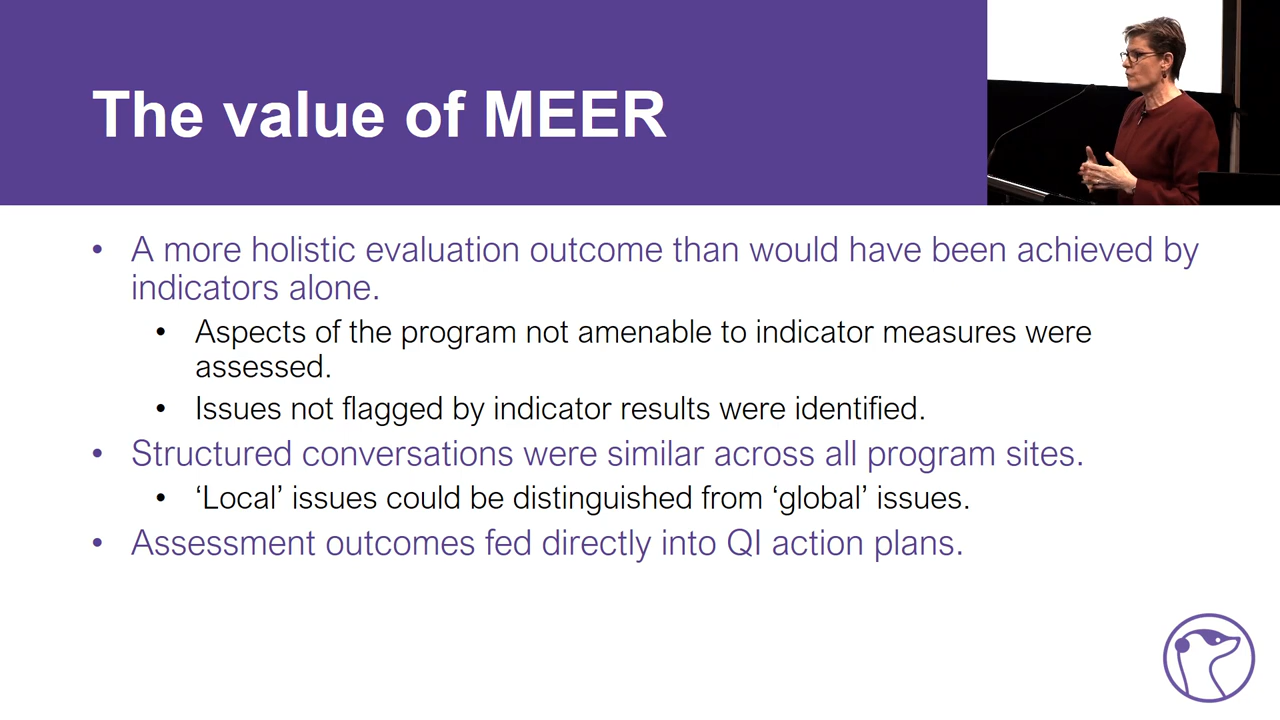 The value of MEER
• A more holistic evaluation outcome than would have been achieved by
indicators alone.
• Aspects of the program not amenable to indicator measures were
assessed.
• Issues not flagged by indicator results were identified.
• Structured conversations were similar across all program sites.
• ‘Local’ issues could be distinguished from ‘global’ issues.
• Assessment outcomes fed directly into QI action plans.